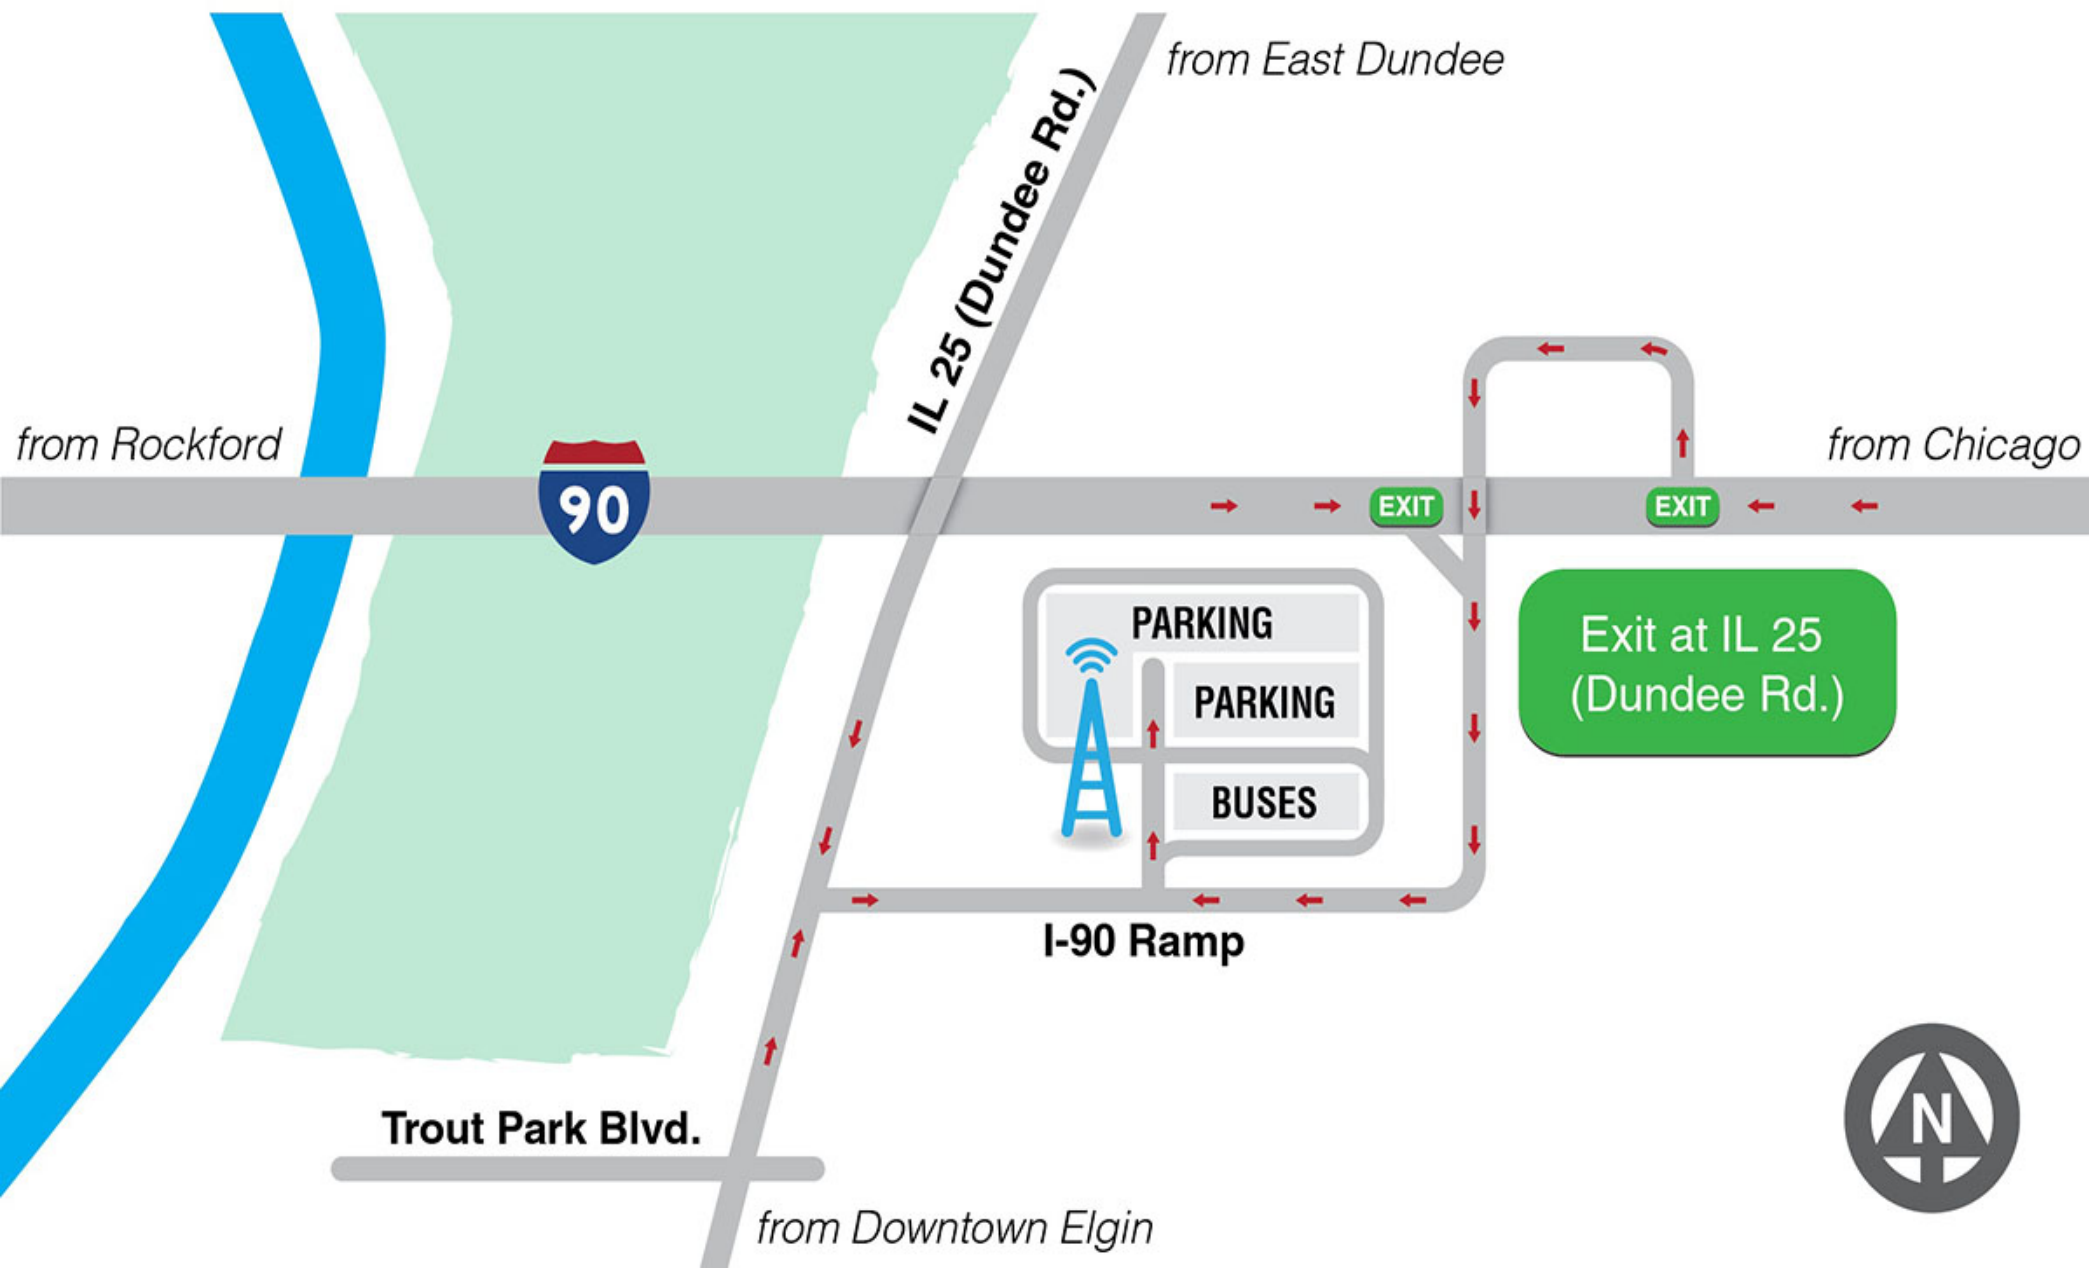 from East Dundee
IL 25 (Dundee Rd.)
from Rockford
from Chicago
90
EXIT
EXIT
PARKING
Exit at IL 25
(Dundee Rd.)
PARKING
BUSES
I-90 Ramp
Trout Park Blvd.
N
from Downtown Elgin